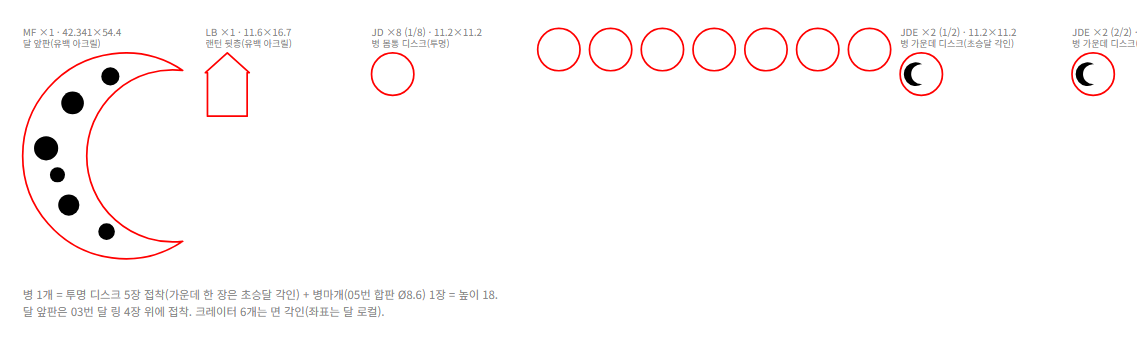 MF ×1 · 42.341×54.4
달 앞판(유백 아크릴)
LB ×1 · 11.6×16.7
랜턴 뒷층(유백 아크릴)
JD ×8 (1/8) · 11.2×11.2
병 몸통 디스크(투명)
JDE ×2 (1/2) · 11.2×11.2
병 가운데 디스크(초승달 각인)
JDE ×2 (2/2) ·
병 가운데 디스크(
병 1개 = 투명 디스크 5장 접착(가운데 한 장은 초승달 각인) + 병마개(05번 합판 Ø8.6) 1장 = 높이 18.
달 앞판은 03번 달 링 4장 위에 접착. 크레이터 6개는 면 각인(좌표는 달 로컬).